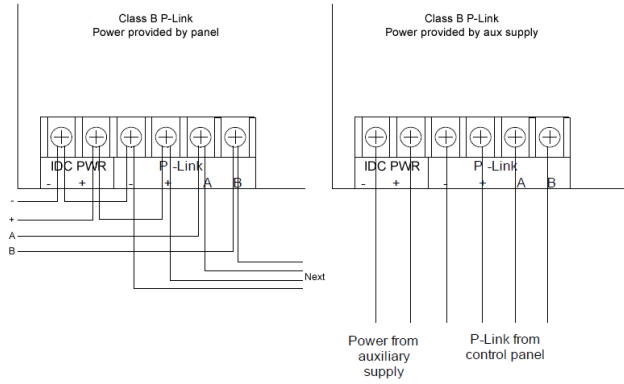 Class B P-Link
Power provided by panel
IDC PWR P -Link
- + - + A B
-
+
A
B
Next
Class B P-Link
Power provided by aux supply
IDC PWR P -Link
- + - + A B
Power from
auxiliary
supply
P-Link from
control panel